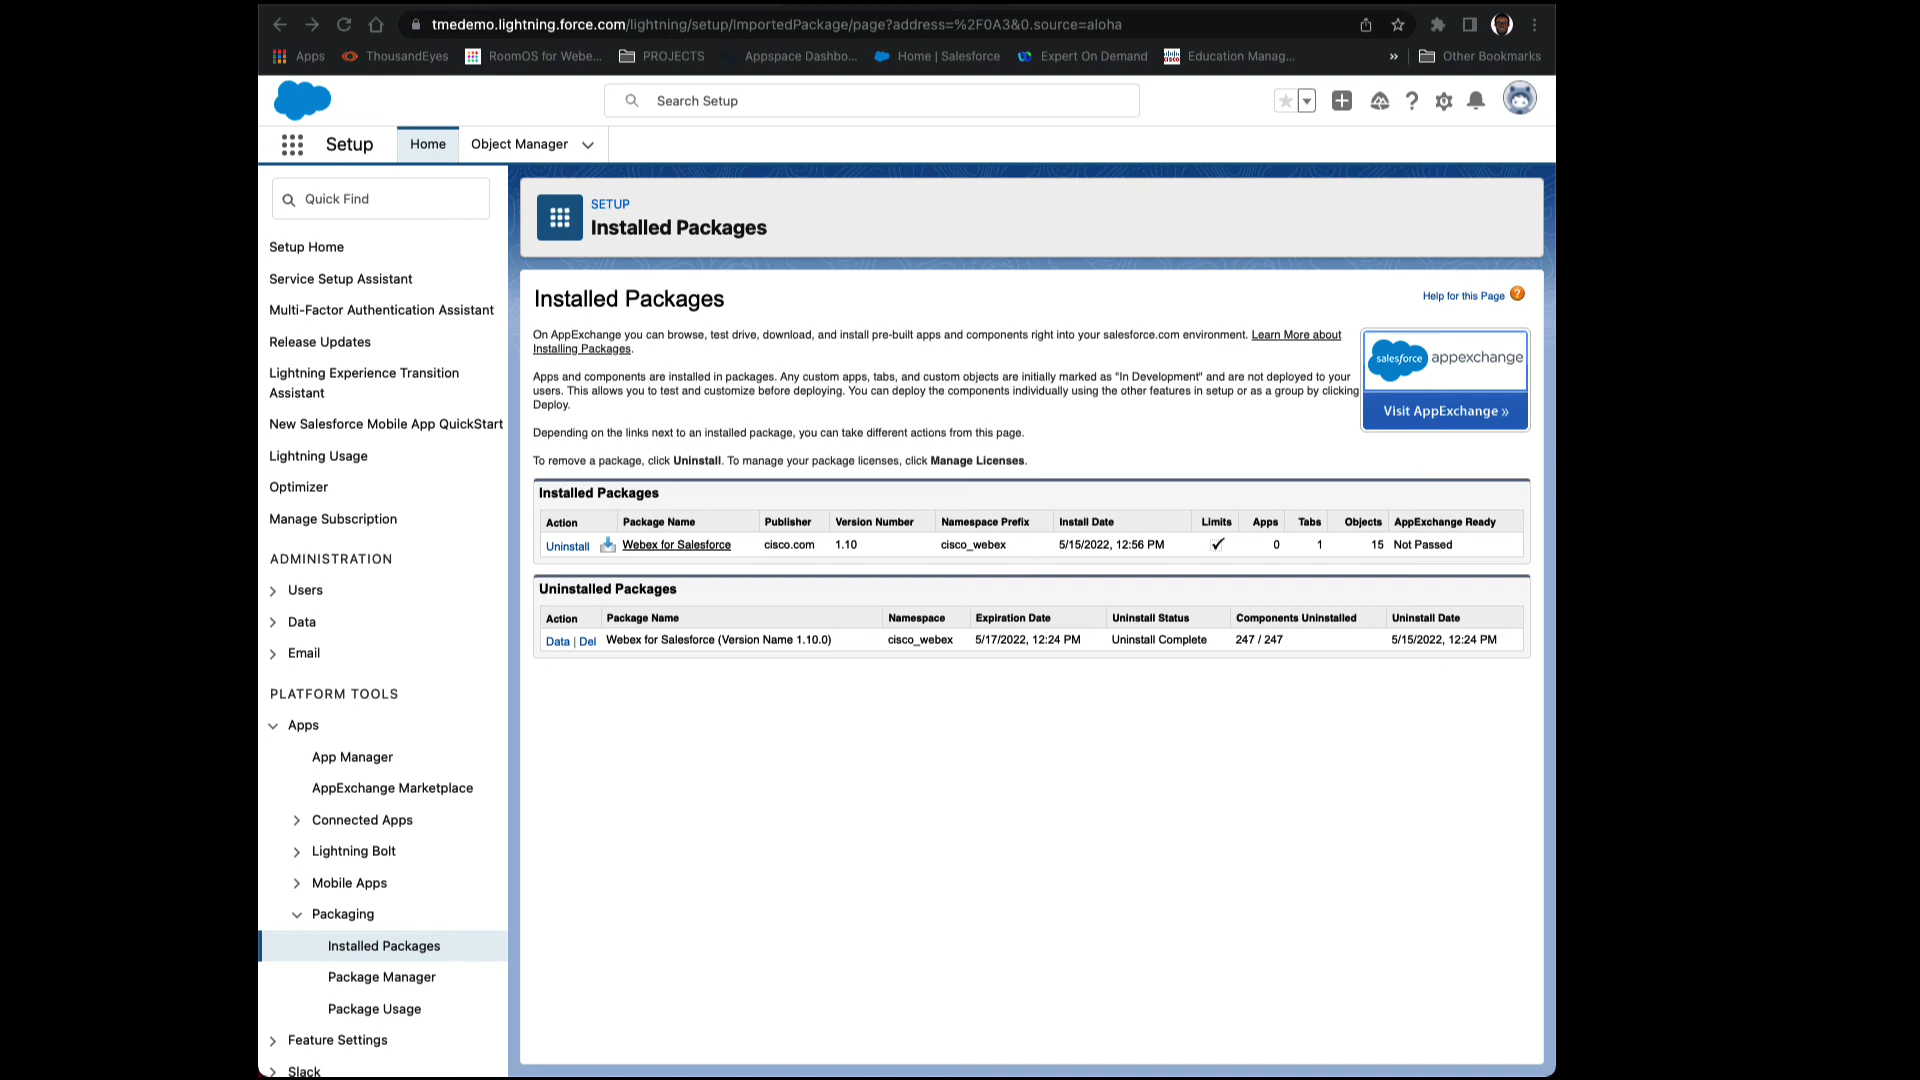 tmedemo.lightning.force.com/lightning/setup/ImportedPackage/page?address=%2F0A3&0.source=aloha
Apps ThousandEyes RoomOS for Webe... PROJECTS Appspace Dashbo... Home | Salesforce Expert On Demand Education Manag... » Other Bookmarks
Search Setup
Setup Home Object Manager
Quick Find
Setup Home
Service Setup Assistant
Multi-Factor Authentication Assistant
Release Updates
Lightning Experience Transition
Assistant
New Salesforce Mobile App QuickStart
Lightning Usage
Optimizer
Manage Subscription
ADMINISTRATION
Users
Data
Email
PLATFORM TOOLS
Apps
App Manager
AppExchange Marketplace
Connected Apps
Lightning Bolt
Mobile Apps
Packaging
Installed Packages
Package Manager
Package Usage
Feature Settings
Slack
SETUP
Installed Packages
Installed Packages
Help for this Page ?
On AppExchange you can browse, test drive, download, and install pre-built apps and components right into your salesforce.com environment. Learn More about
Installing Packages.
Apps and components are installed in packages. Any custom apps, tabs, and custom objects are initially marked as "In Development" and are not deployed to your
users. This allows you to test and customize before deploying. You can deploy the components individually using the other features in setup or as a group by clicking
Deploy.
Depending on the links next to an installed package, you can take different actions from this page.
To remove a package, click Uninstall. To manage your package licenses, click Manage Licenses.
salesforce appexchange
Visit AppExchange »
Installed Packages
Action Package Name Publisher Version Number Namespace Prefix Install Date Limits Apps Tabs Objects AppExchange Ready
Uninstall Webex for Salesforce cisco.com 1.10 cisco_webex 5/15/2022, 12:56 PM ✓ 0 1 15 Not Passed
Uninstalled Packages
Action Package Name Namespace Expiration Date Uninstall Status Components Uninstalled Uninstall Date
Data | Del Webex for Salesforce (Version Name 1.10.0) cisco_webex 5/17/2022, 12:24 PM Uninstall Complete 247 / 247 5/15/2022, 12:24 PM